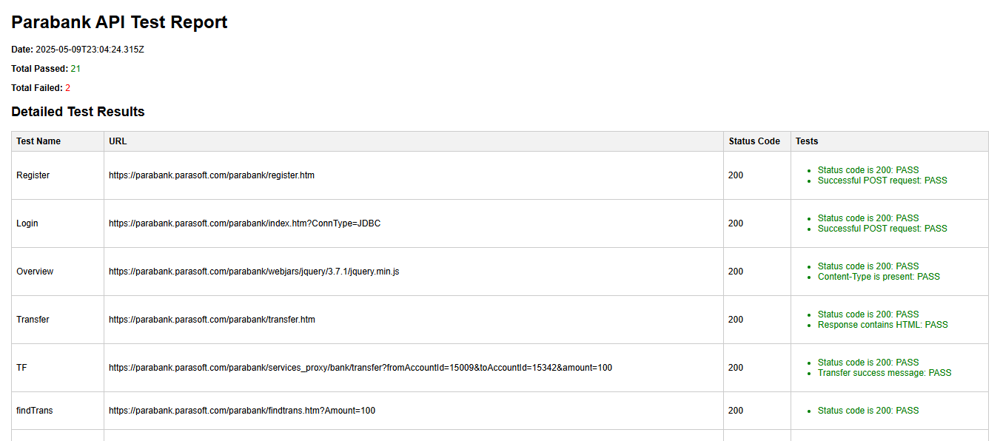 Parabank API Test Report
Date: 2025-05-09T23:04:24.315Z
Total Passed: 21
Total Failed: 2
Detailed Test Results
Test Name URL Status Code Tests
Register https://parabank.parasoft.com/parabank/register.htm 200
Status code is 200: PASS
Successful POST request: PASS
Login https://parabank.parasoft.com/parabank/index.htm?ConnType=JDBC 200
Status code is 200: PASS
Successful POST request: PASS
Overview https://parabank.parasoft.com/parabank/webjars/jquery/3.7.1/jquery.min.js 200
Status code is 200: PASS
Content-Type is present: PASS
Transfer https://parabank.parasoft.com/parabank/transfer.htm 200
Status code is 200: PASS
Response contains HTML: PASS
TF https://parabank.parasoft.com/parabank/services_proxy/bank/transfer?fromAccountId=15009&toAccountId=15342&amount=100 200
Status code is 200: PASS
Transfer success message: PASS
findTrans https://parabank.parasoft.com/parabank/findtrans.htm?Amount=100 200
Status code is 200: PASS